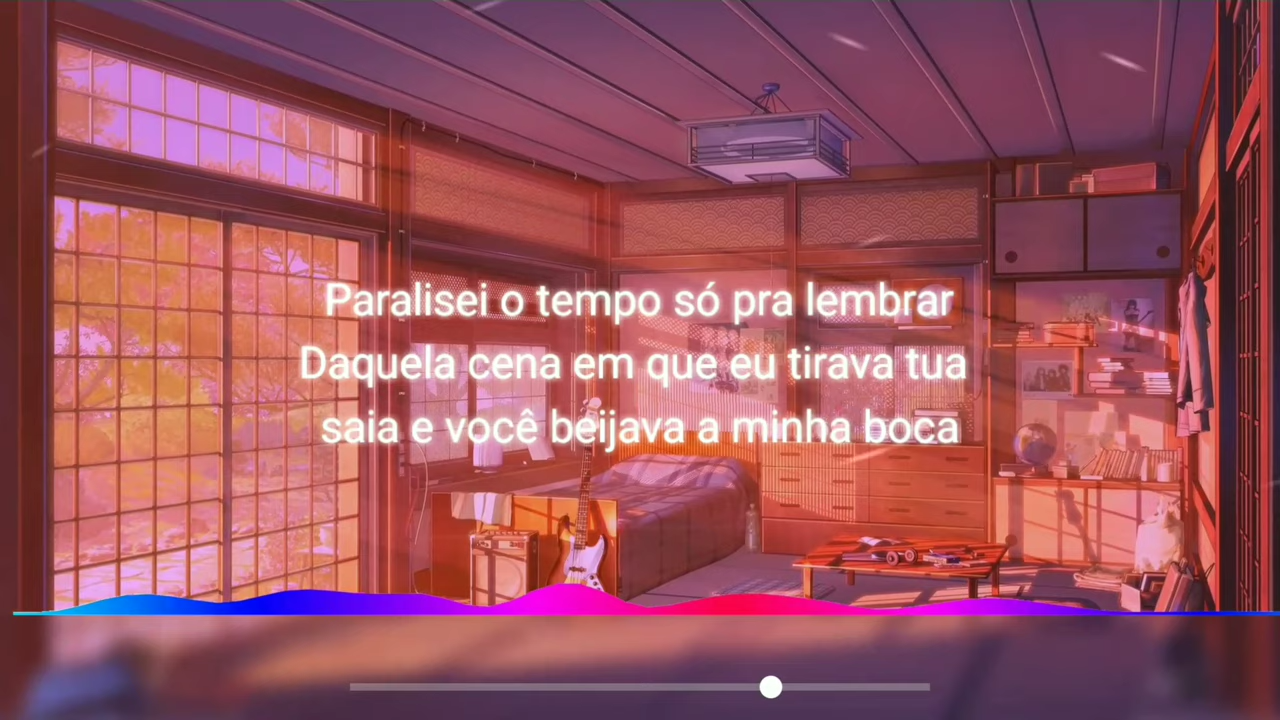 Paralisei o tempo só pra lembrar
Daquela cena em que eu tirava tua
saia e você beijava a minha boca